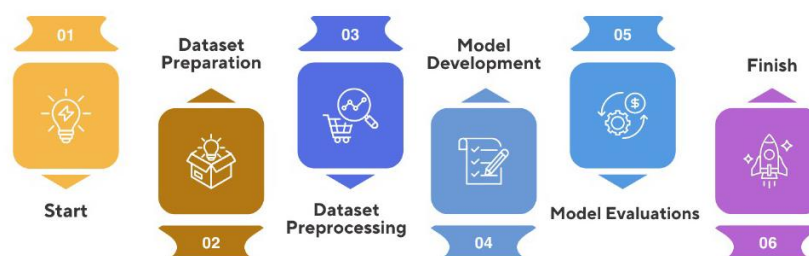 01
Start
Dataset
Preparation
02
03
Dataset
Preprocessing
Model
Development
04
05
Model Evaluations
Finish
06